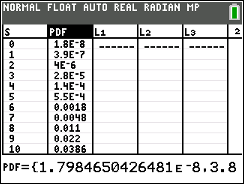 NORMAL FLOAT AUTO REAL RADIAN MP
S PDF L1 L2 L3 2
0 1.8E-8 ------ ------ ------
1 3.9E-7
2 4E-6
3 2.8E-5
4 1.4E-4
5 5.5E-4
6 0.0018
7 0.0048
8 0.011
9 0.022
10 0.0386
PDF={1.7984650426481E-8,3.8